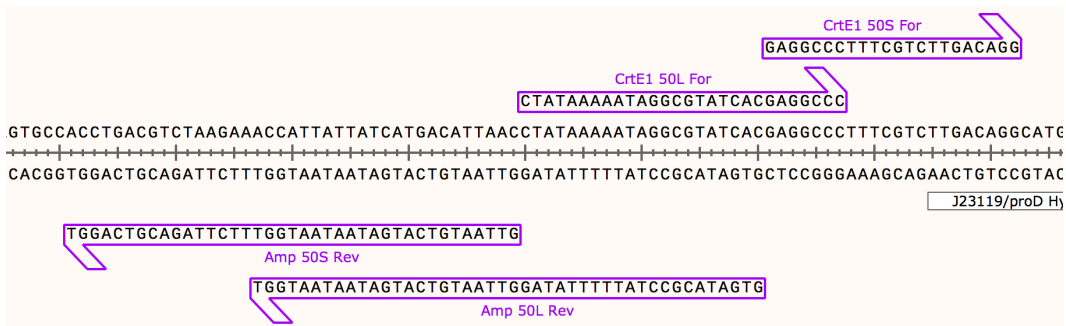 CrtE1 50S For
GAGGCCCTTTCGTCTTGACAGG
CrtE1 50L For
CTATAAAAATAGGCGTATCACGAGGCCC
GTGCCACCTGACGTCTAAGAAACCATTATTATCATGACATTAACCTATAAAAATAGGCGTATCACGAGGCCCTTTCGTCTTGACAGGCATG
CACGGTGGACTGCAGATTCTTTGGTAATAATAGTACTGTAATTGGATATTTTTATCCGCATAGTGCTCCGGGAAAGCAGAACTGTCCGTAC
J23119/proD Hy
TGGACTGCAGATTCTTTGGTAATAATAGTACTGTAATTG
Amp 50S Rev
TGGTAATAATAGTACTGTAATTGGATATTTTTATCCGCATAGTG
Amp 50L Rev